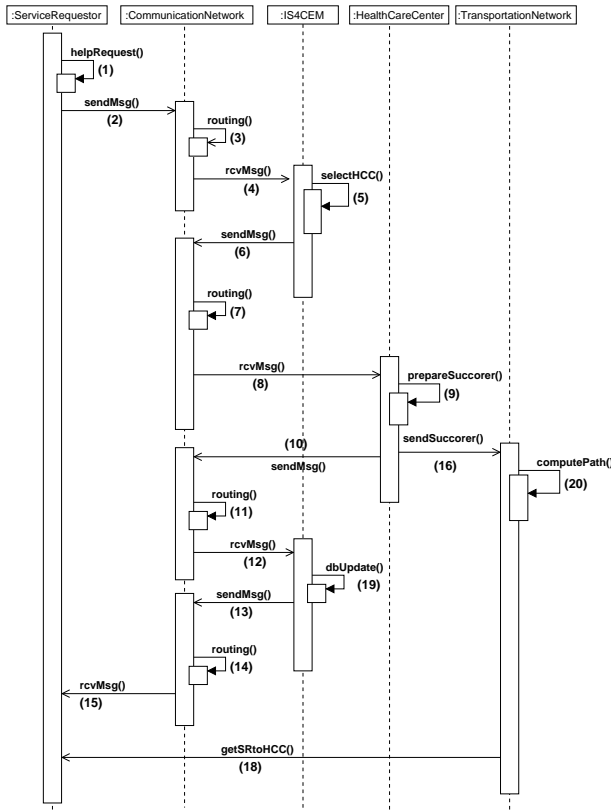 :ServiceRequestor :CommunicationNetwork :IS4CEM :HealthCareCenter :TransportationNetwork
helpRequest()
(1)
sendMsg()
(2)
routing()
(3)
rcvMsg()
(4)
selectHCC()
(5)
sendMsg()
(6)
routing()
(7)
rcvMsg()
(8)
prepareSuccorer()
(9)
(10)
sendMsg()
sendSuccorer()
(16)
computePath()
(20)
routing()
(11)
rcvMsg()
(12)
dbUpdate()
(19)
sendMsg()
(13)
routing()
(14)
rcvMsg()
(15)
getSRtoHCC()
(18)